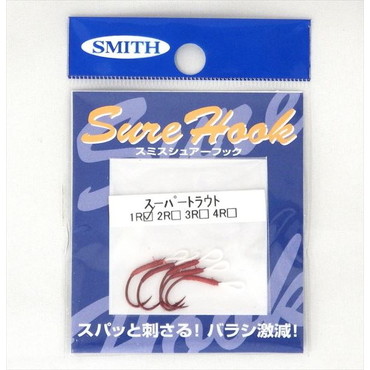 SMITH
Sure Hook
スミスシュアーフック
スーパートラウト
1R☑ 2R☐ 3R☐ 4R☐
スパッと刺さる! バラシ激減!